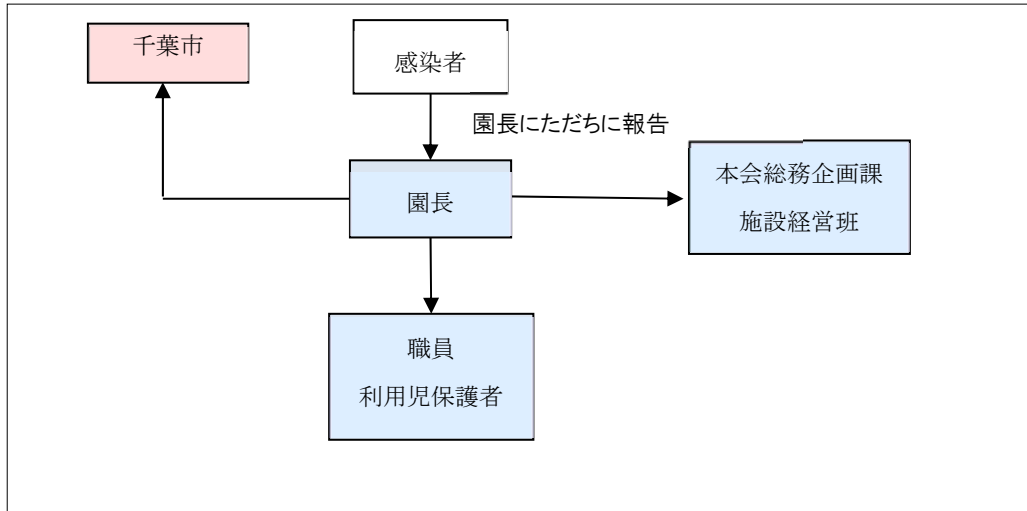 千葉市
感染者
園長にただちに報告
園長
本会総務企画課
施設経営班
職員
利用児保護者